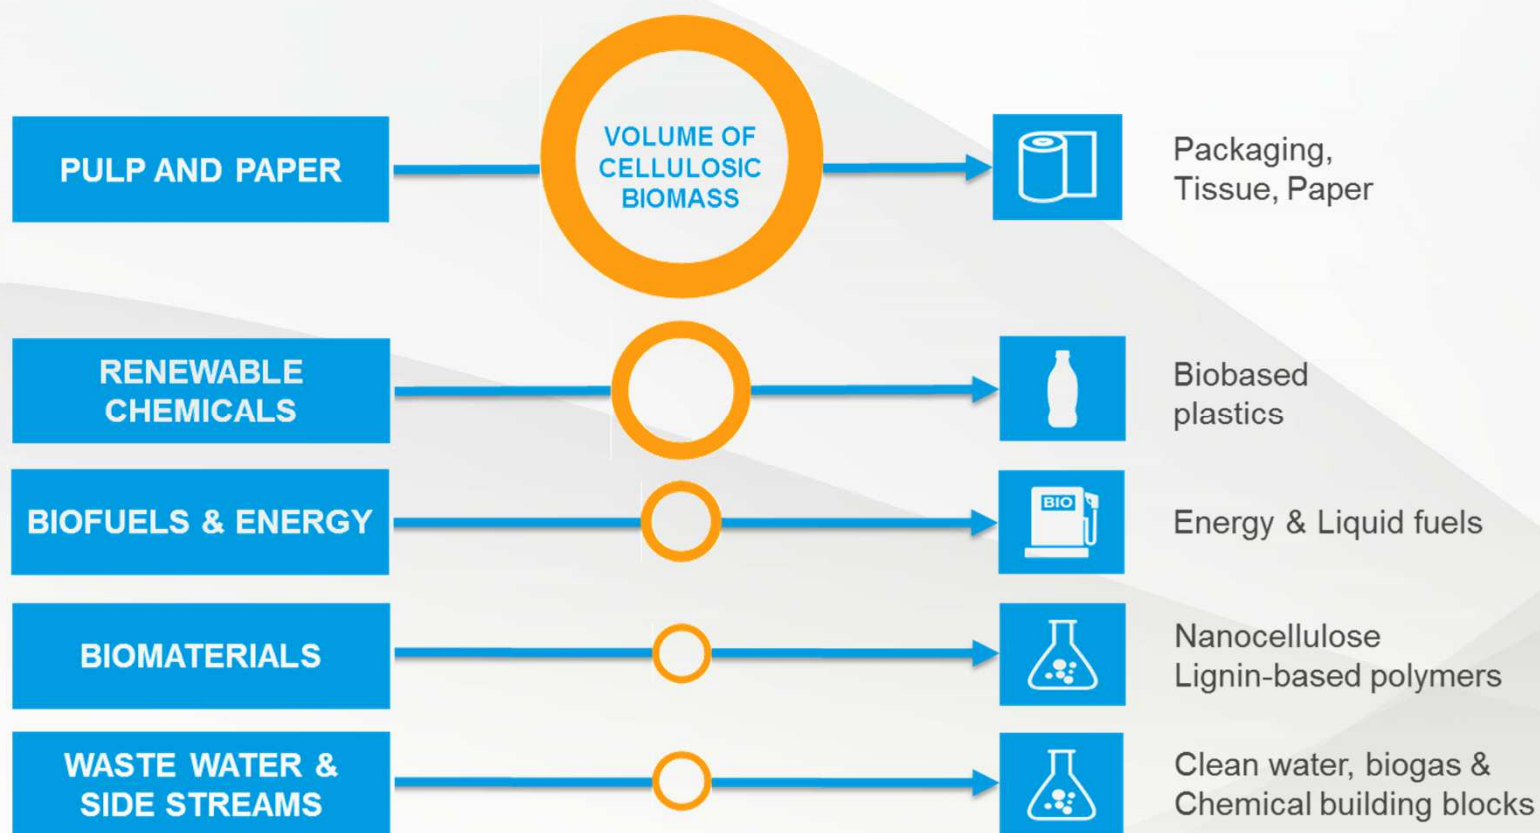 PULP AND PAPER
VOLUME OF
CELLULOSIC
BIOMASS
Packaging,
Tissue, Paper
RENEWABLE
CHEMICALS
Biobased
plastics
BIOFUELS & ENERGY
BIO
Energy & Liquid fuels
BIOMATERIALS
Nanocellulose
Lignin-based polymers
WASTE WATER &
SIDE STREAMS
Clean water, biogas &
Chemical building blocks